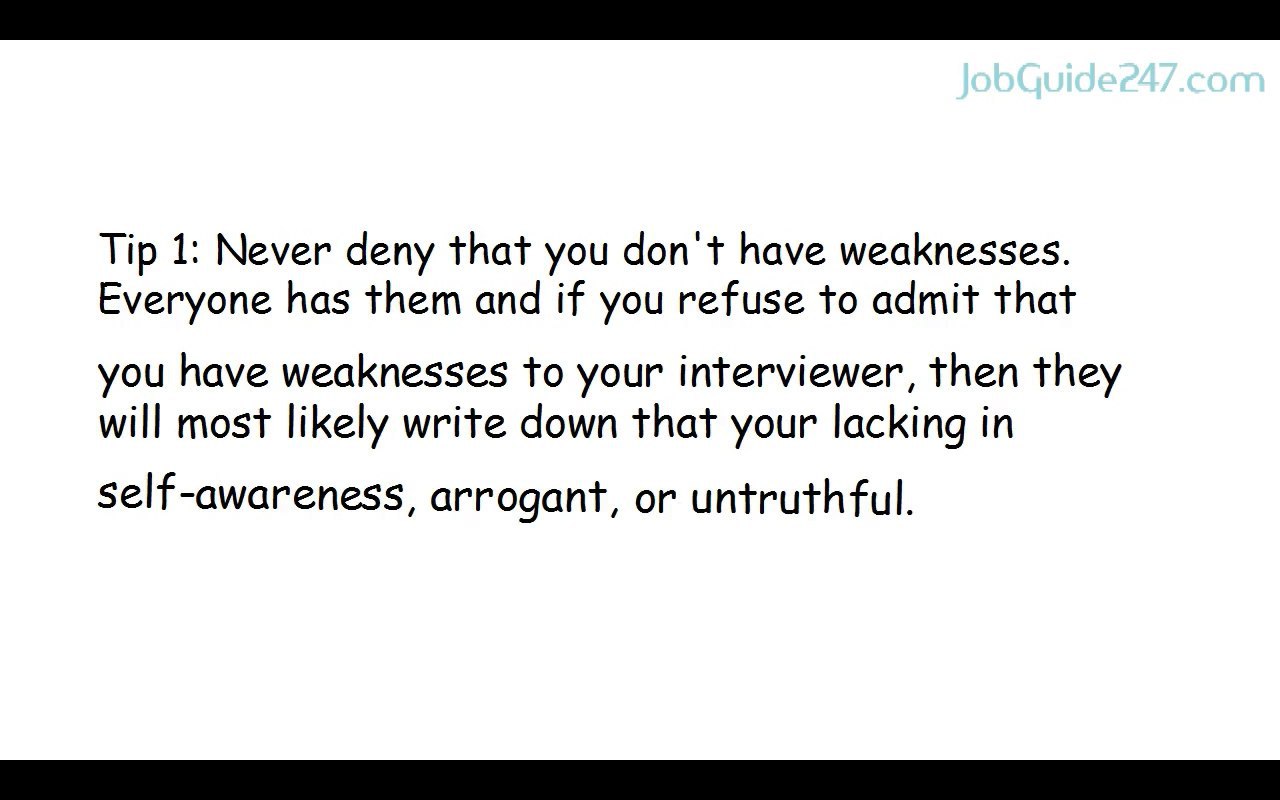 JobGuide247.com
Tip 1: Never deny that you don't have weaknesses.
Everyone has them and if you refuse to admit that
you have weaknesses to your interviewer, then they
will most likely write down that your lacking in
self-awareness, arrogant, or untruthful.